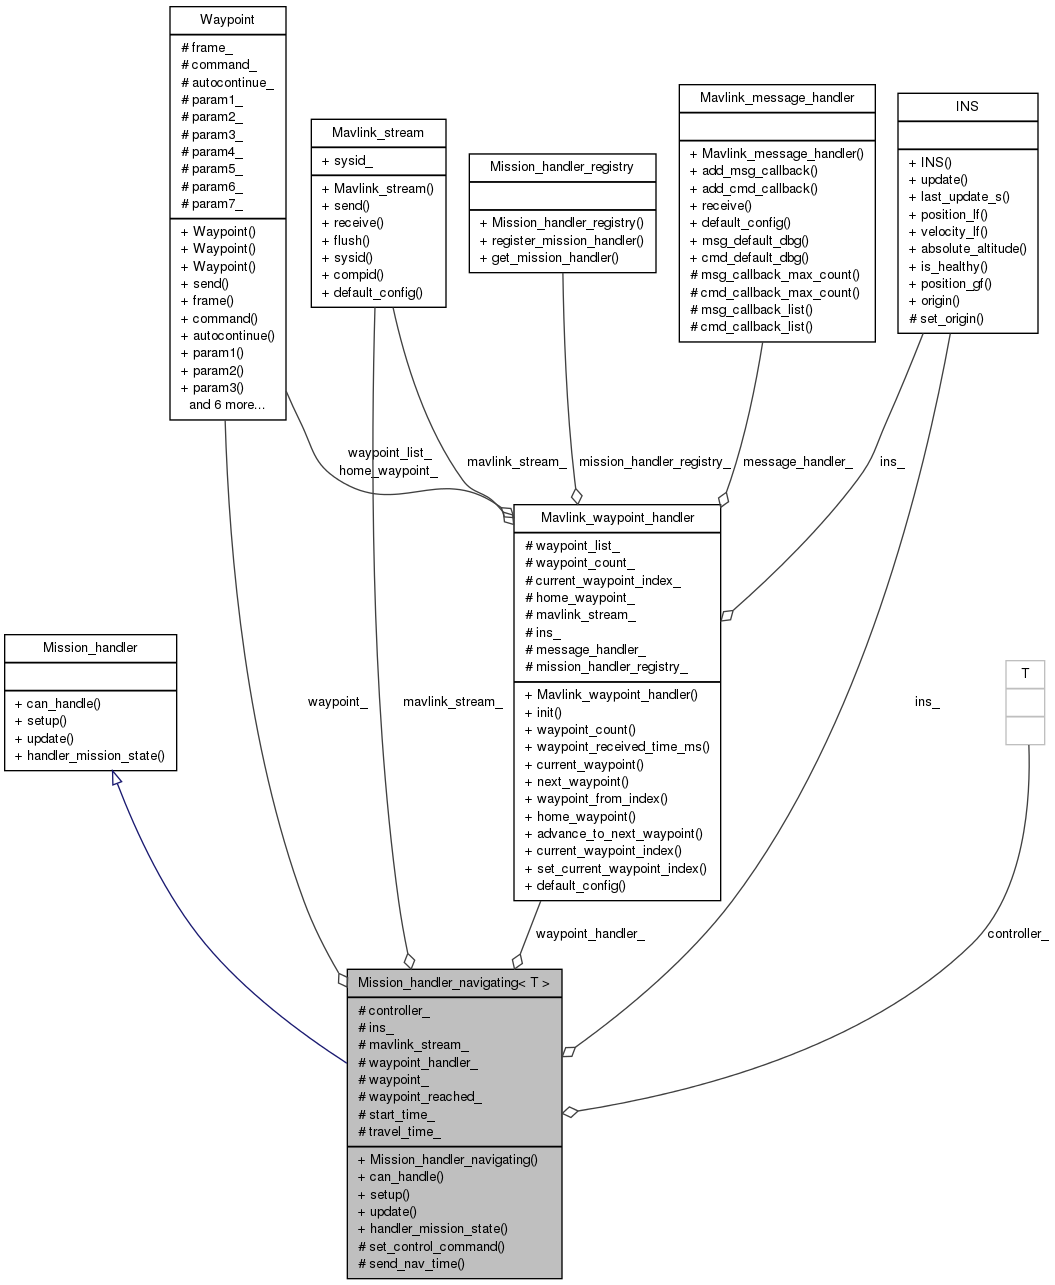 Waypoint
# frame_
# command_
# autocontinue_
# param1_
# param2_
# param3_
# param4_
# param5_
# param6_
# param7_
+ Waypoint()
+ Waypoint()
+ Waypoint()
+ send()
+ frame()
+ command()
+ autocontinue()
+ param1()
+ param2()
+ param3()
and 6 more...
Mavlink_stream
+ sysid_
+ Mavlink_stream()
+ send()
+ receive()
+ flush()
+ sysid()
+ compid()
+ default_config()
Mission_handler_registry
+ Mission_handler_registry()
+ register_mission_handler()
+ get_mission_handler()
Mavlink_message_handler
+ Mavlink_message_handler()
+ add_msg_callback()
+ add_cmd_callback()
+ receive()
+ default_config()
+ msg_default_dbg()
+ cmd_default_dbg()
# msg_callback_max_count()
# cmd_callback_max_count()
# msg_callback_list()
# cmd_callback_list()
INS
+ INS()
+ update()
+ last_update_s()
+ position_lf()
+ velocity_lf()
+ absolute_altitude()
+ is_healthy()
+ position_gf()
+ origin()
# set_origin()
waypoint_list_
home_waypoint_
mavlink_stream_
mission_handler_registry_
message_handler_
ins_
Mavlink_waypoint_handler
# waypoint_list_
# waypoint_count_
# current_waypoint_index_
# home_waypoint_
# mavlink_stream_
# ins_
# message_handler_
# mission_handler_registry_
+ Mavlink_waypoint_handler()
+ init()
+ waypoint_count()
+ waypoint_received_time_ms()
+ current_waypoint()
+ next_waypoint()
+ waypoint_from_index()
+ home_waypoint()
+ advance_to_next_waypoint()
+ current_waypoint_index()
+ set_current_waypoint_index()
+ default_config()
Mission_handler
+ can_handle()
+ setup()
+ update()
+ handler_mission_state()
T
waypoint_
mavlink_stream_
ins_
waypoint_handler_
controller_
Mission_handler_navigating< T >
# controller_
# ins_
# mavlink_stream_
# waypoint_handler_
# waypoint_
# waypoint_reached_
# start_time_
# travel_time_
+ Mission_handler_navigating()
+ can_handle()
+ setup()
+ update()
+ handler_mission_state()
# set_control_command()
# send_nav_time()